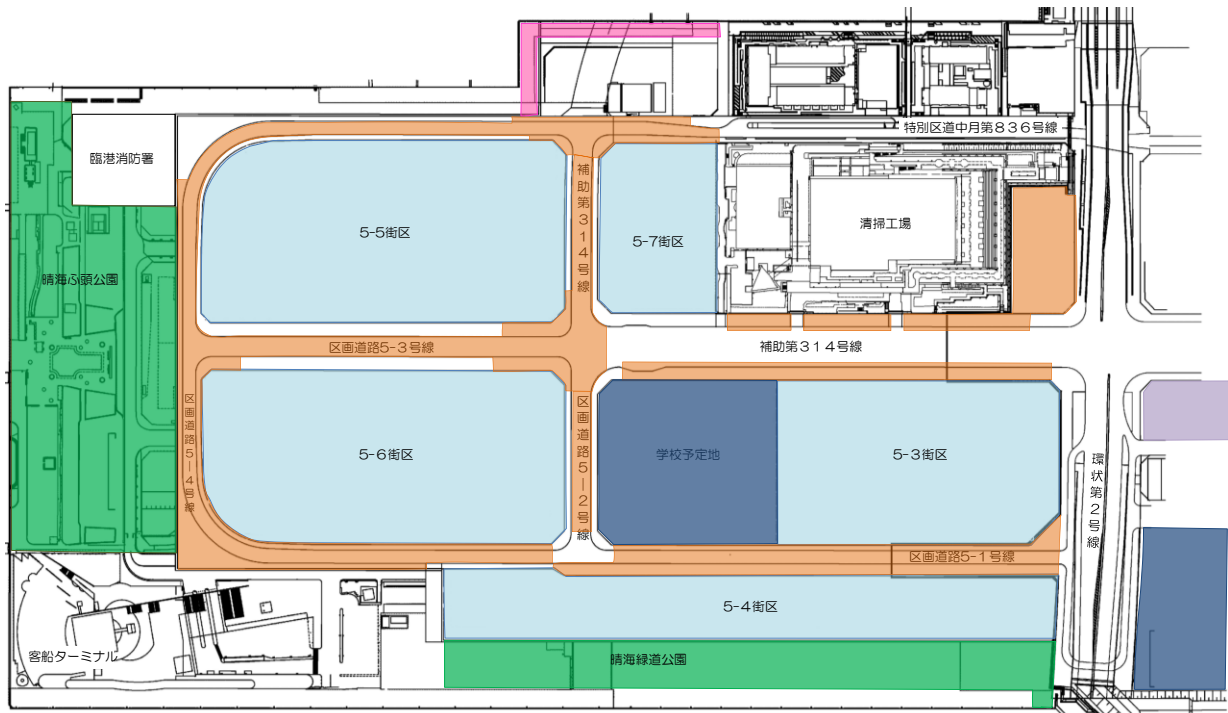 特別区道中月第836号線
臨港消防署
補助第314号線
5-5街区
5-7街区
清掃工場
晴海ふ頭公園
区画道路5-3号線
補助第314号線
区画道路5―4号線
区画道路5―2号線
5-6街区
学校予定地
5-3街区
環状第2号線
区画道路5-1号線
5-4街区
客船ターミナル
晴海緑道公園